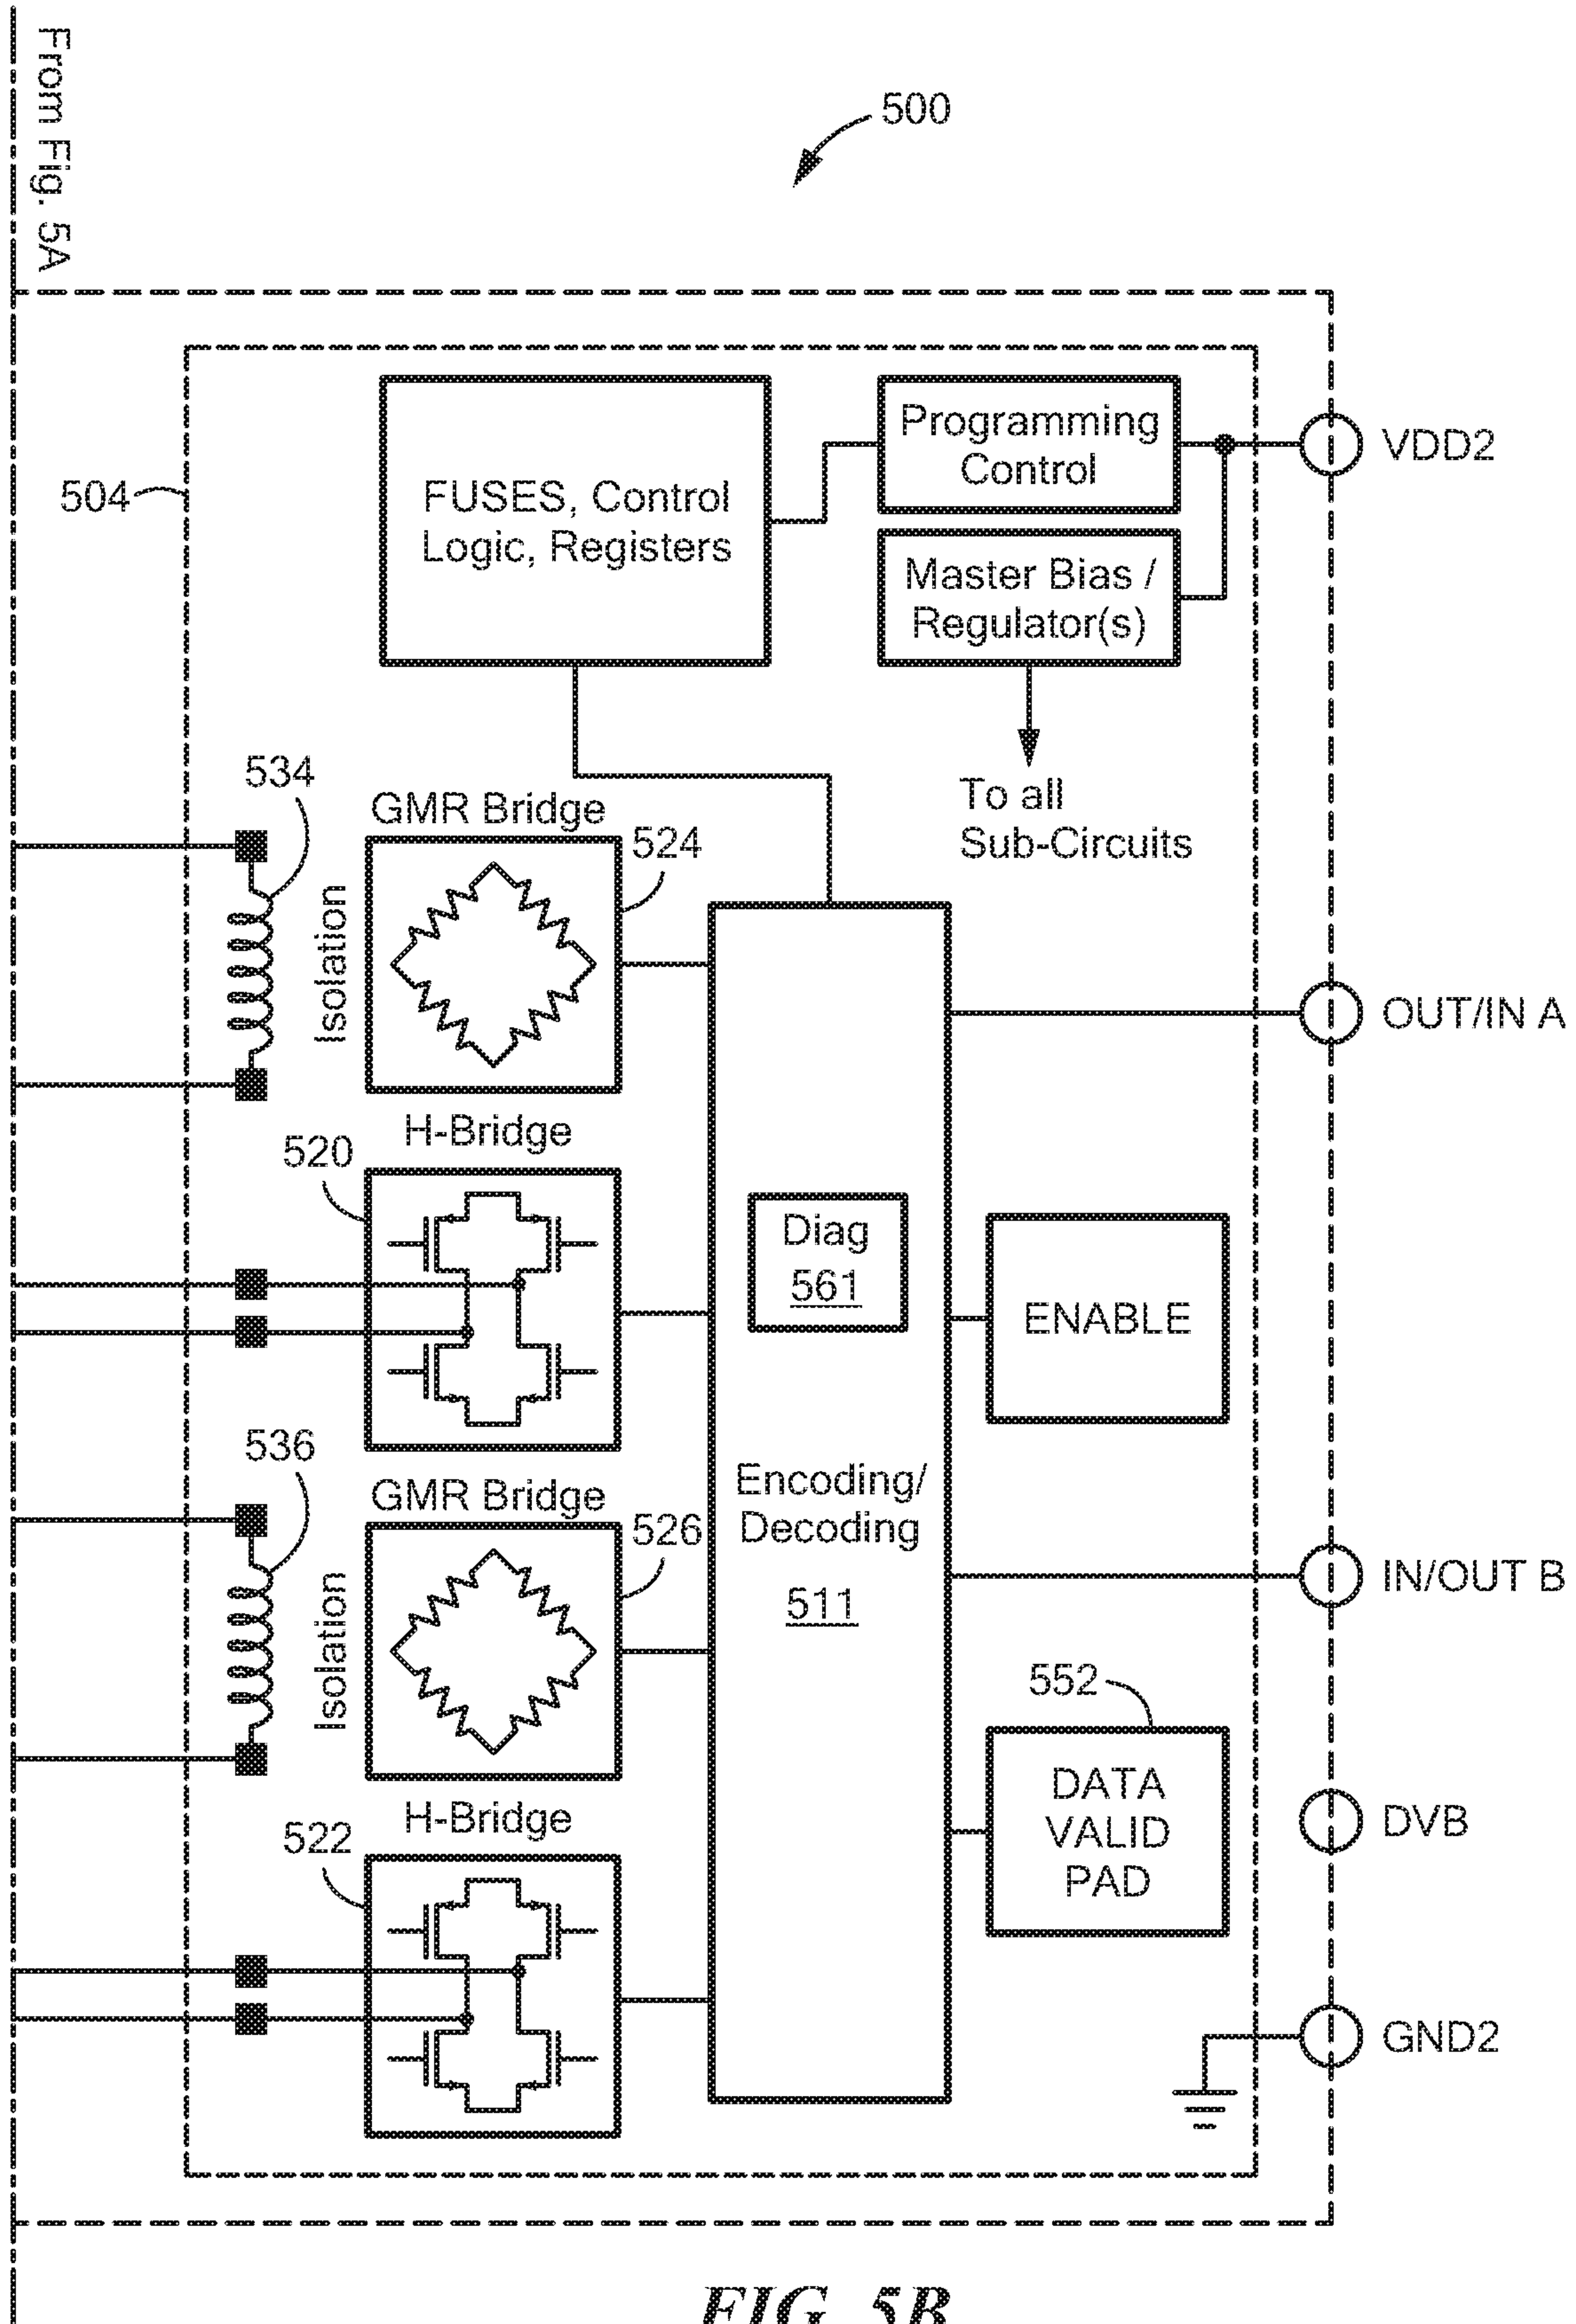 From Fig. 5A
500
504
FUSES, Control
Logic, Registers
Programming
Control
VDD2
Master Bias /
Regulator(s)
To all
Sub-Circuits
534
Isolation
GMR Bridge
524
OUT/IN A
H-Bridge
520
Diag
561
ENABLE
536
Isolation
GMR Bridge
526
Encoding/
Decoding
511
IN/OUT B
552
DATA
VALID
PAD
DVB
H-Bridge
522
GND2
FIG. 5B